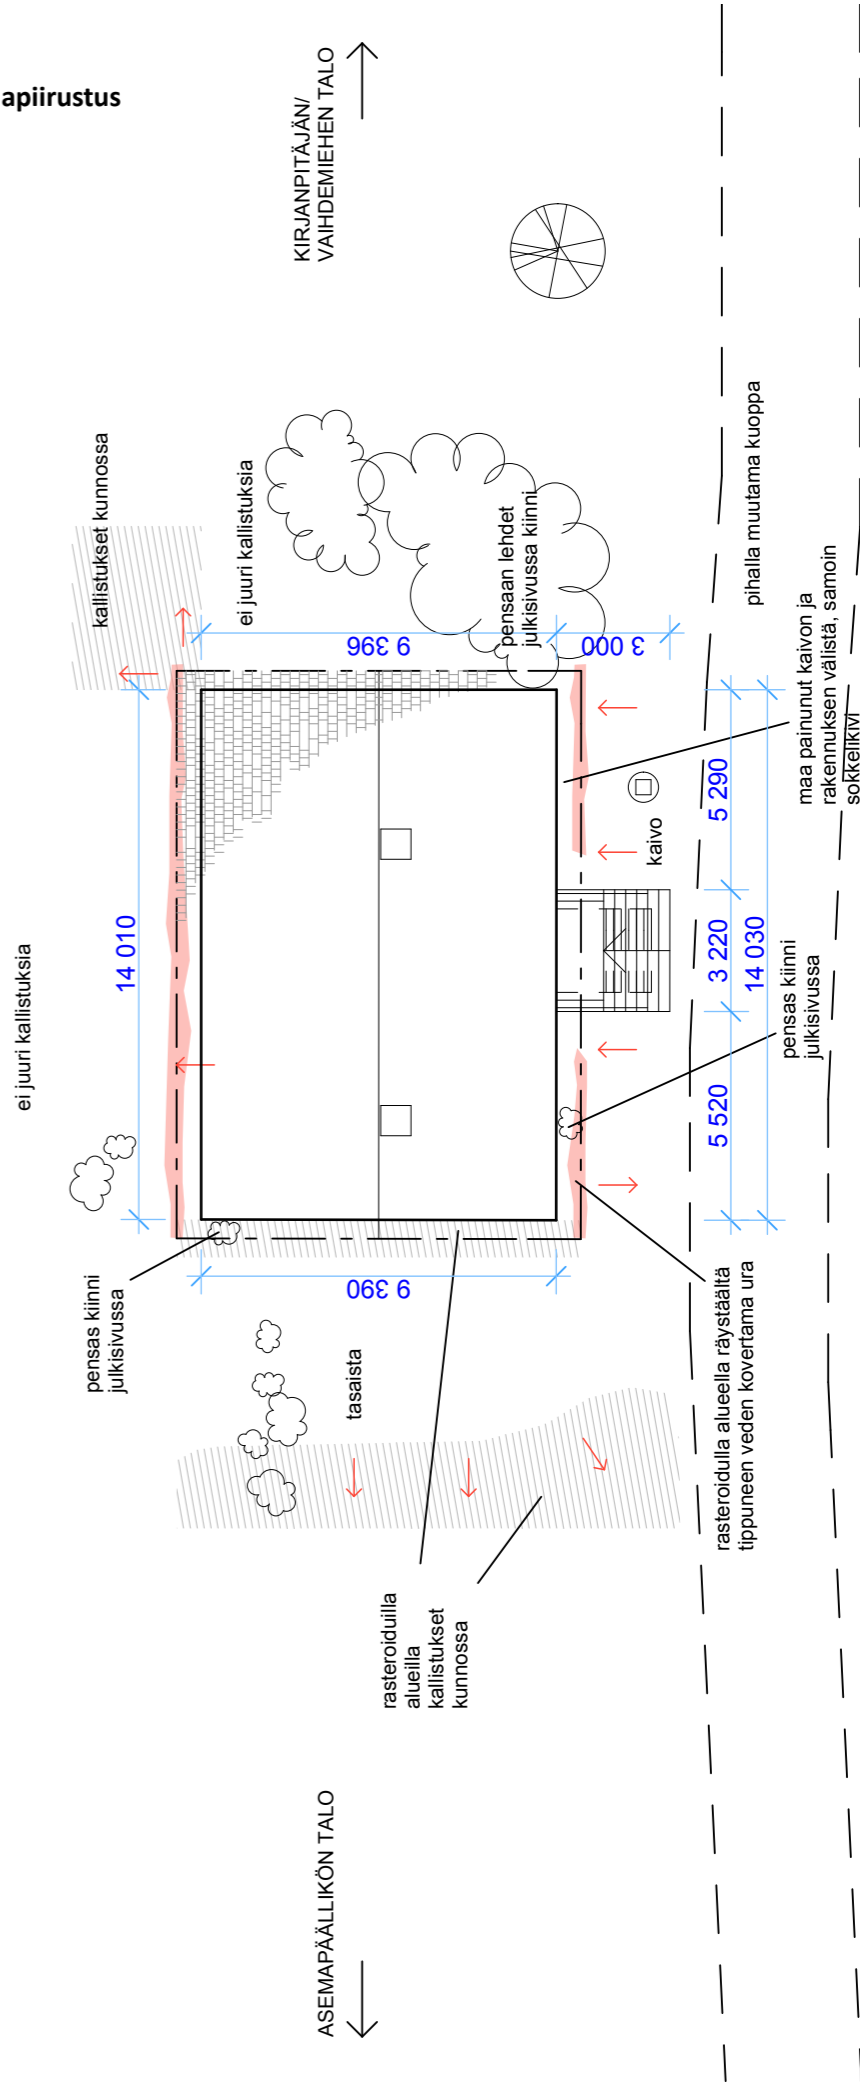 apiirustus
KIRJANPITÄJÄN/
VAIHDEMIEHEN TALO
kallistukset kunnossa
ei juuri kallistuksia
pensaan lehdet
julkisivussa kiinni
pihalla muutama kuoppa
9 396
3 000
maa painunut kaivon ja
rakennuksen välistä, samoin
sokkelikivi
ei juuri kallistuksia
14 010
kaivo
5 290
3 220
14 030
5 520
pensas kiinni
julkisivussa
pensas kiinni
julkisivussa
9 390
tasaista
rasteroidulla alueella räystäältä
tippuneen veden kovertama ura
rasteroiduilla
alueilla
kallistukset
kunnossa
ASEMAPÄÄLLIKÖN TALO